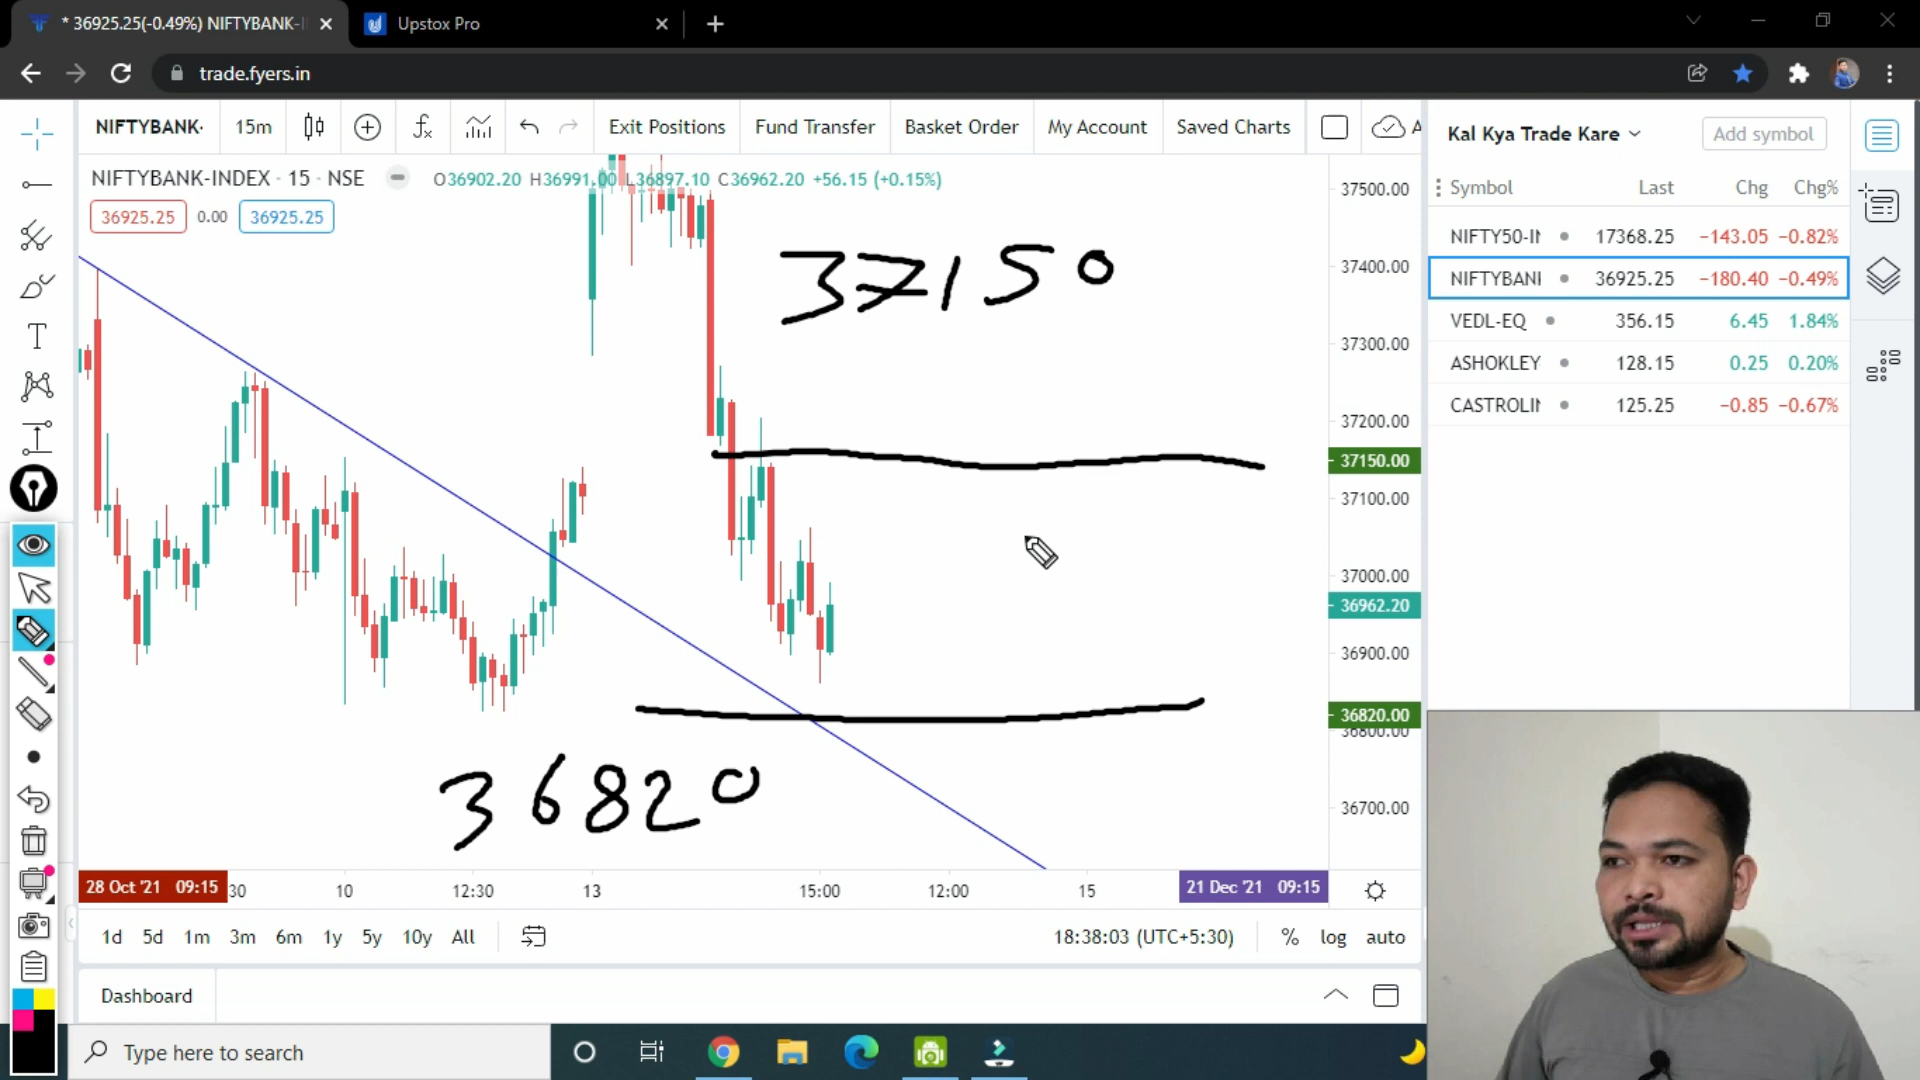 * 36925.25(-0.49%) NIFTYBANK-I
Upstox Pro
trade.fyers.in
NIFTYBANK- 15m Exit Positions Fund Transfer Basket Order My Account Saved Charts A
NIFTYBANK-INDEX · 15 · NSE O36902.20 H36991.00 L36897.10 C36962.20 +56.15 (+0.15%)
36925.25 0.00 36925.25
37150
36820
37500.00
37400.00
37300.00
37200.00
37150.00
37100.00
37000.00
36962.20
36900.00
36820.00
36800.00
36700.00
28 Oct '21 09:15 :30 10 12:30 13 15:00 12:00 15 21 Dec '21 09:15
1d 5d 1m 3m 6m 1y 5y 10y All 18:38:03 (UTC+5:30) % log auto
Dashboard
Kal Kya Trade Kare Add symbol
Symbol Last Chg Chg%
NIFTY50-IN 17368.25 −143.05 −0.82%
NIFTYBANI 36925.25 −180.40 −0.49%
VEDL-EQ 356.15 6.45 1.84%
ASHOKLEY 128.15 0.25 0.20%
CASTROLIN 125.25 −0.85 −0.67%
Type here to search